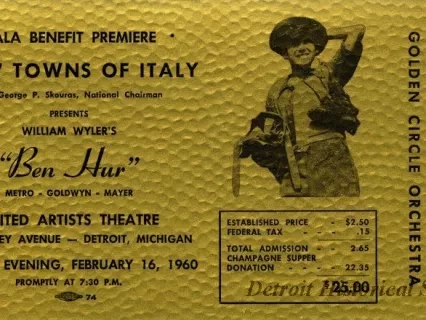 ALA BENEFIT PREMIERE •
' TOWNS OF ITALY
George P. Skouras, National Chairman
PRESENTS
WILLIAM WYLER'S
"Ben Hur"
METRO - GOLDWYN - MAYER
ITED ARTISTS THEATRE
EY AVENUE — DETROIT, MICHIGAN
EVENING, FEBRUARY 16, 1960
PROMPTLY AT 7:30 P.M.
74
ESTABLISHED PRICE - - $2.50
FEDERAL TAX - - - .15
TOTAL ADMISSION - - 2.65
CHAMPAGNE SUPPER
DONATION - - - 22.35
$25.00
GOLDEN CIRCLE ORCHESTRA
Detroit Historical S